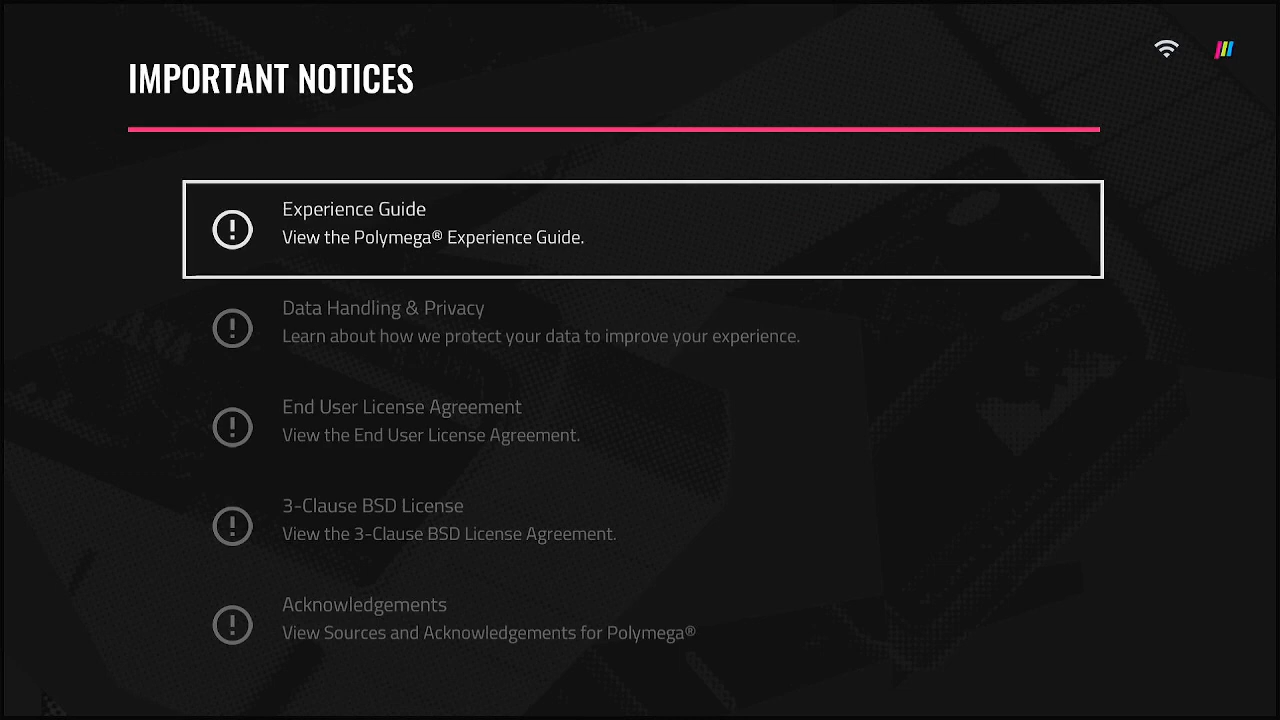 IMPORTANT NOTICES
Experience Guide
View the Polymega® Experience Guide.
Data Handling & Privacy
Learn about how we protect your data to improve your experience.
End User License Agreement
View the End User License Agreement.
3-Clause BSD License
View the 3-Clause BSD License Agreement.
Acknowledgements
View Sources and Acknowledgements for Polymega®